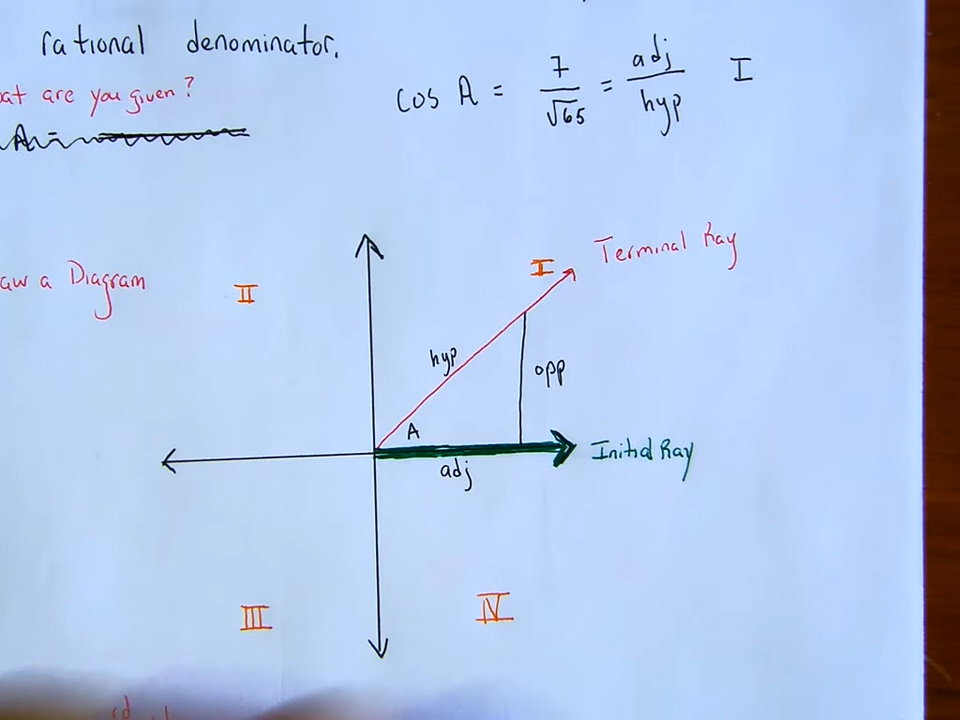 rational denominator.
at are you given?
cos A = 7/√65 = adj/hyp I
A =
Terminal Ray
I
aw a Diagram
II
hyp
opp
A
Initial Ray
adj
III
IV